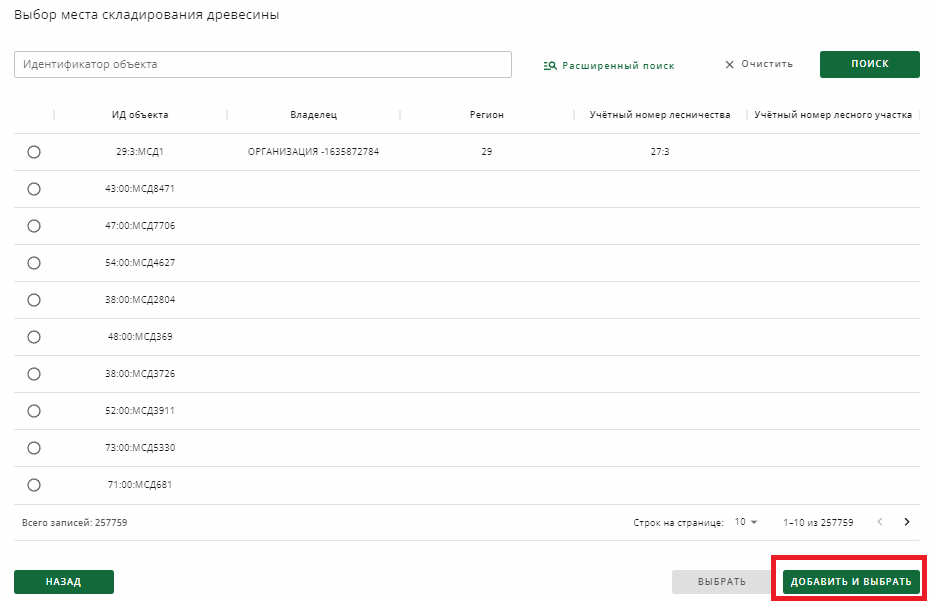 Выбор места складирования древесины
Идентификатор объекта
Расширенный поиск
Очистить
ПОИСК
ИД объекта Владелец Регион Учётный номер лесничества Учётный номер лесного участка
29:3:МСД1 ОРГАНИЗАЦИЯ -1635872784 29 27:3
43:00:МСД8471
47:00:МСД7706
54:00:МСД4627
38:00:МСД2804
48:00:МСД369
38:00:МСД3726
52:00:МСД3911
73:00:МСД5330
71:00:МСД681
Всего записей: 257759 Строк на странице: 10 1–10 из 257759
НАЗАД ВЫБРАТЬ ДОБАВИТЬ И ВЫБРАТЬ